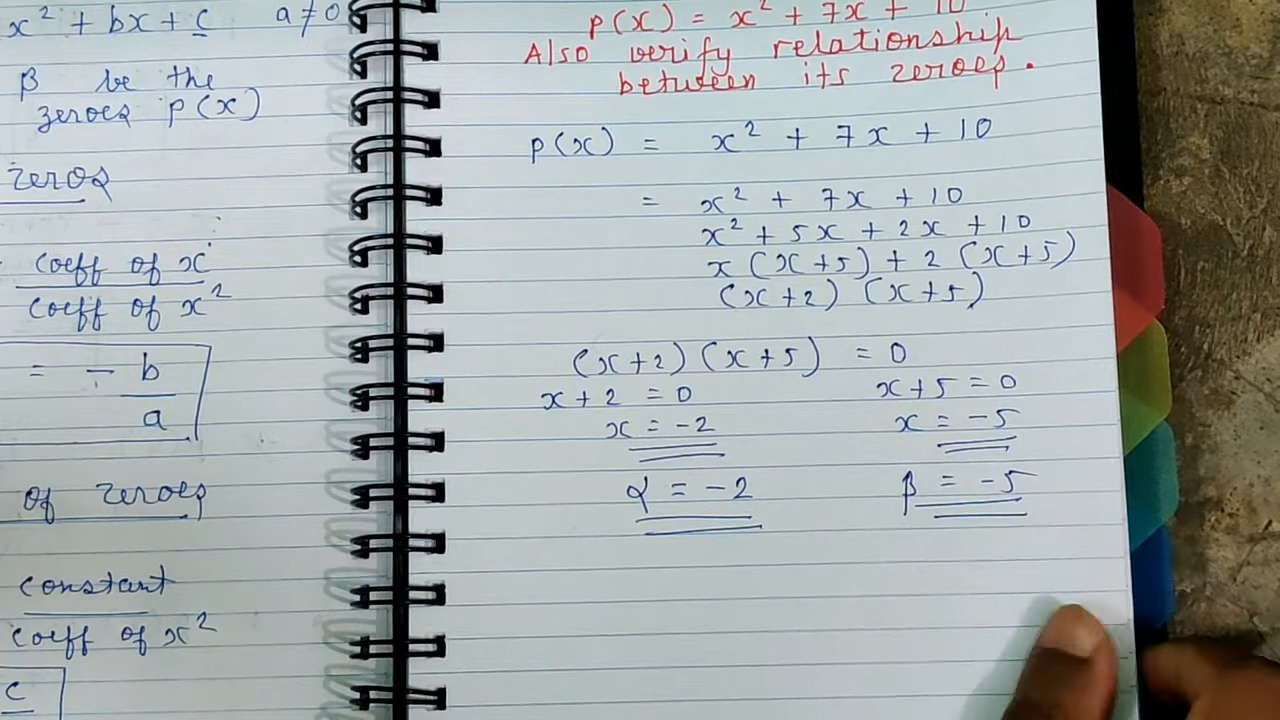 x² + bx + c   a ≠ 0
β be the
zeroes p(x)
zeros
coeff of x
coeff of x²
= - b
a
of zeroes
constant
coeff of x²
c
p(x) = x² + 7x + 10
Also verify relationship
between its zeroes.
p(x) = x² + 7x + 10
= x² + 7x + 10
x² + 5x + 2x + 10
x (x+5) + 2 (x+5)
(x+2) (x+5)
(x+2) (x+5) = 0
x + 2 = 0   x + 5 = 0
x = -2   x = -5
α = -2   β = -5